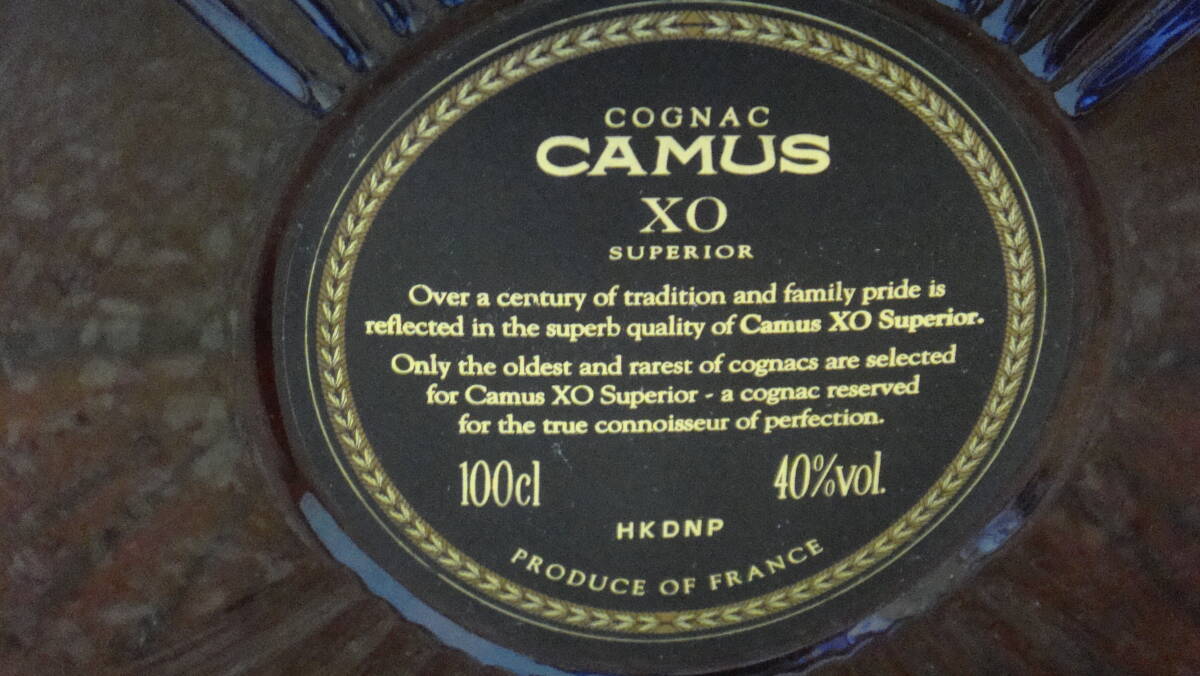 COGNAC
CAMUS
XO
SUPERIOR
Over a century of tradition and family pride is
reflected in the superb quality of Camus XO Superior.
Only the oldest and rarest of cognacs are selected
for Camus XO Superior - a cognac reserved
for the true connoisseur of perfection.
100cl 40%vol.
HKDNP
PRODUCE OF FRANCE